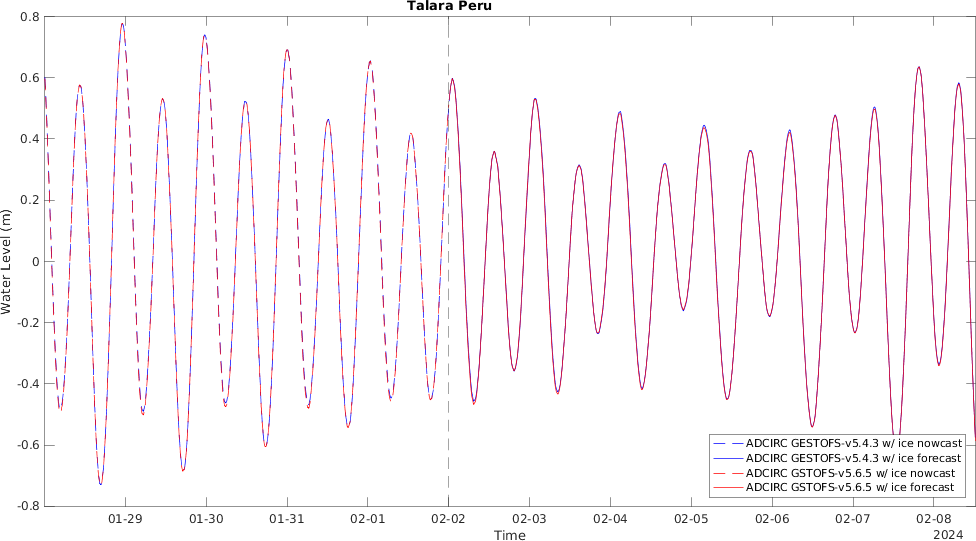 Talara Peru
0.8
0.6
0.4
0.2
0
-0.2
-0.4
-0.6
-0.8
Water Level (m)
01-29 01-30 01-31 02-01 02-02 02-03 02-04 02-05 02-06 02-07 02-08
Time
2024
ADCIRC GESTOFS-v5.4.3 w/ ice nowcast
ADCIRC GESTOFS-v5.4.3 w/ ice forecast
ADCIRC GSTOFS-v5.6.5 w/ ice nowcast
ADCIRC GSTOFS-v5.6.5 w/ ice forecast